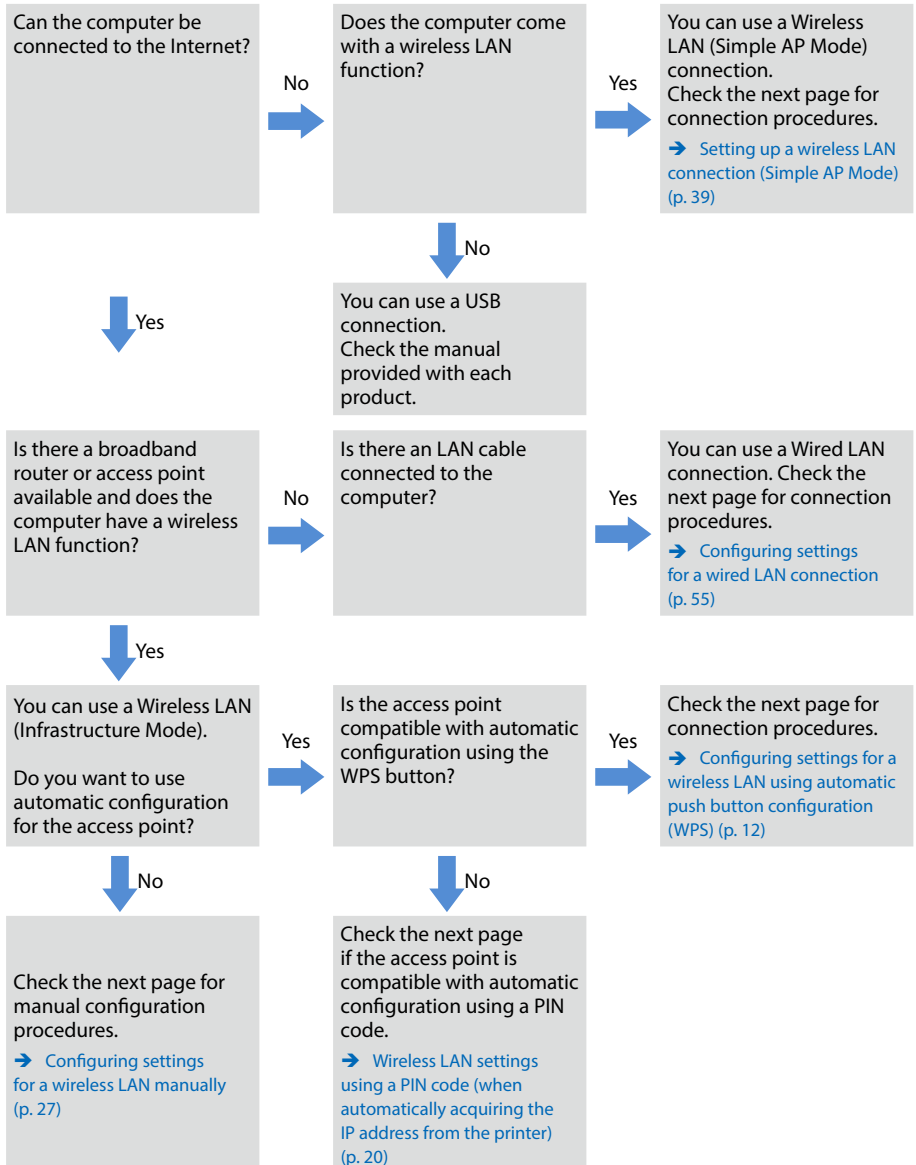 Can the computer be
connected to the Internet?
No
Does the computer come
with a wireless LAN
function?
Yes
You can use a Wireless
LAN (Simple AP Mode)
connection.
Check the next page for
connection procedures.
➔ Setting up a wireless LAN
connection (Simple AP Mode)
(p. 39)
Yes
No
You can use a USB
connection.
Check the manual
provided with each
product.
Is there a broadband
router or access point
available and does the
computer have a wireless
LAN function?
No
Is there an LAN cable
connected to the
computer?
Yes
You can use a Wired LAN
connection. Check the
next page for connection
procedures.
➔ Configuring settings
for a wired LAN connection
(p. 55)
Yes
You can use a Wireless LAN
(Infrastructure Mode).
Do you want to use
automatic configuration
for the access point?
Yes
Is the access point
compatible with automatic
configuration using the
WPS button?
Yes
Check the next page for
connection procedures.
➔ Configuring settings for a
wireless LAN using automatic
push button configuration
(WPS) (p. 12)
No
No
Check the next page for
manual configuration
procedures.
➔ Configuring settings
for a wireless LAN manually
(p. 27)
Check the next page
if the access point is
compatible with automatic
configuration using a PIN
code.
➔ Wireless LAN settings
using a PIN code (when
automatically acquiring the
IP address from the printer)
(p. 20)